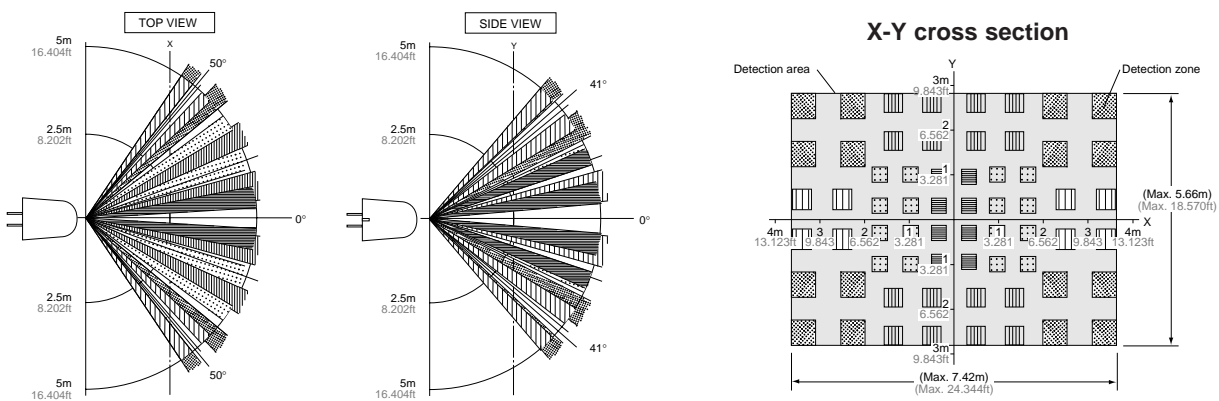 TOP VIEW
5m
16.404ft
X
50°
2.5m
8.202ft
0°
2.5m
8.202ft
50°
5m
16.404ft
SIDE VIEW
5m
16.404ft
Y
41°
2.5m
8.202ft
0°
2.5m
8.202ft
41°
5m
16.404ft
X-Y cross section
Detection area
Y
Detection zone
3m
9.843ft
2
6.562
1
3.281
(Max. 5.66m)
(Max. 18.570ft)
X
4m 3 2 1 1 2 3 4m
13.123ft 9.843 6.562 3.281 3.281 6.562 9.843 13.123ft
1
3.281
2
6.562
3m
9.843ft
(Max. 7.42m)
(Max. 24.344ft)